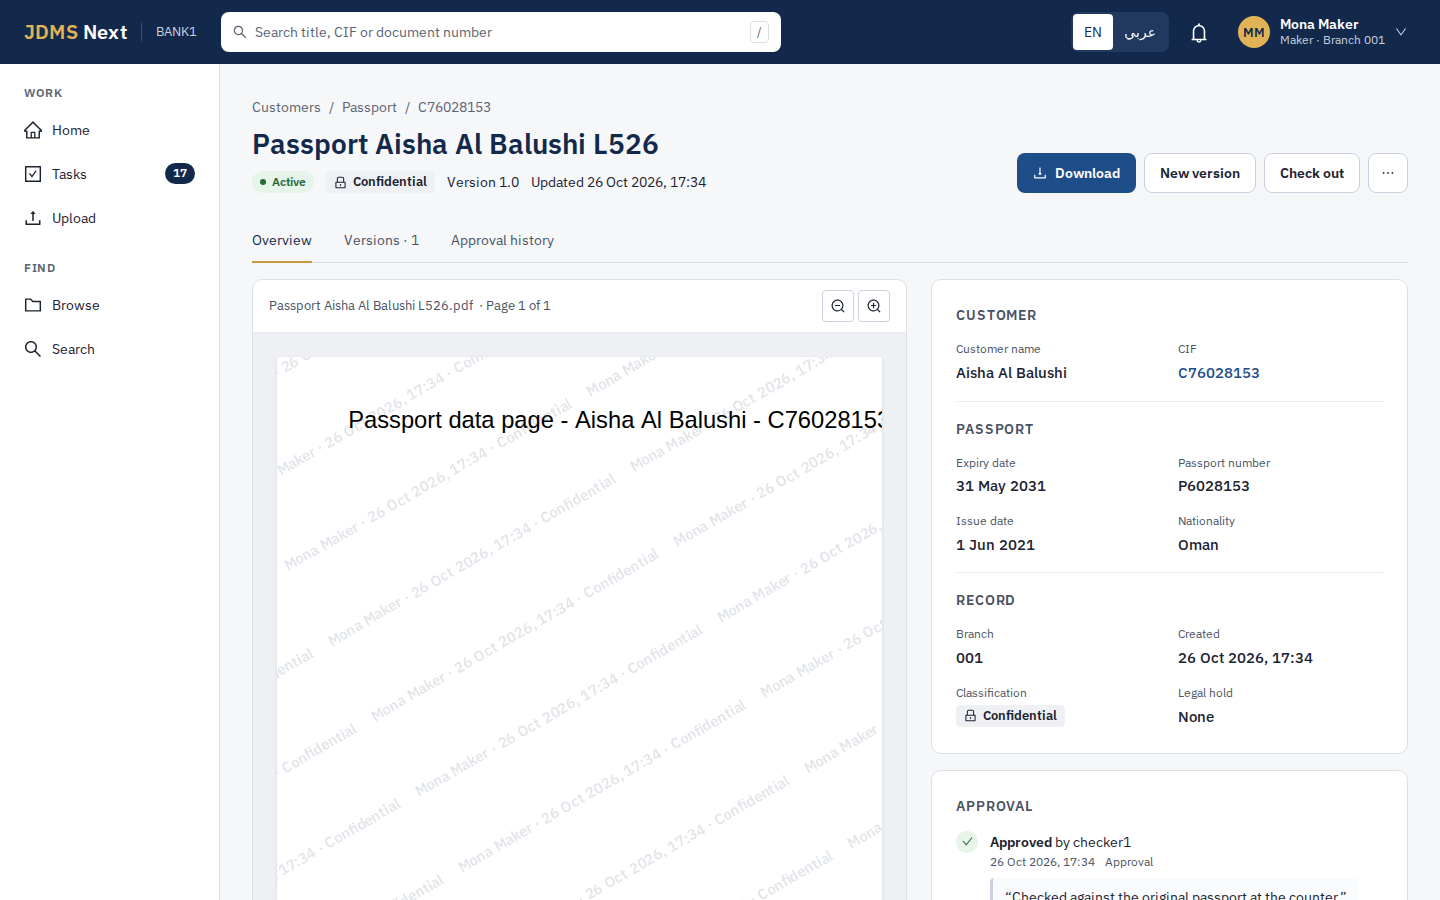 JDMS Next
BANK1
Search title, CIF or document number
/
EN
عربي
MM
Mona Maker
Maker · Branch 001
WORK
Home
Tasks
17
Upload
FIND
Browse
Search
Customers / Passport / C76028153
Passport Aisha Al Balushi L526
Active
Confidential
Version 1.0
Updated 26 Oct 2026, 17:34
Download
New version
Check out
...
Overview
Versions · 1
Approval history
Passport Aisha Al Balushi L526.pdf · Page 1 of 1
Passport data page - Aisha Al Balushi - C76028153
Mona Maker · 26 Oct 2026, 17:34 · Confidential
CUSTOMER
Customer name
CIF
Aisha Al Balushi
C76028153
PASSPORT
Expiry date
Passport number
31 May 2031
P6028153
Issue date
Nationality
1 Jun 2021
Oman
RECORD
Branch
Created
001
26 Oct 2026, 17:34
Classification
Legal hold
Confidential
None
APPROVAL
Approved by checker1
26 Oct 2026, 17:34 Approval
“Checked against the original passport at the counter.”